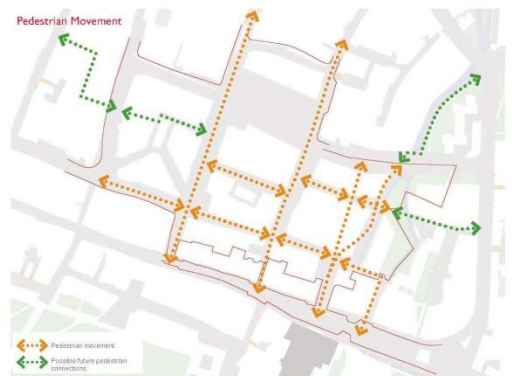 Pedestrian Movement
Pedestrian movement
Possible future pedestrian
connections